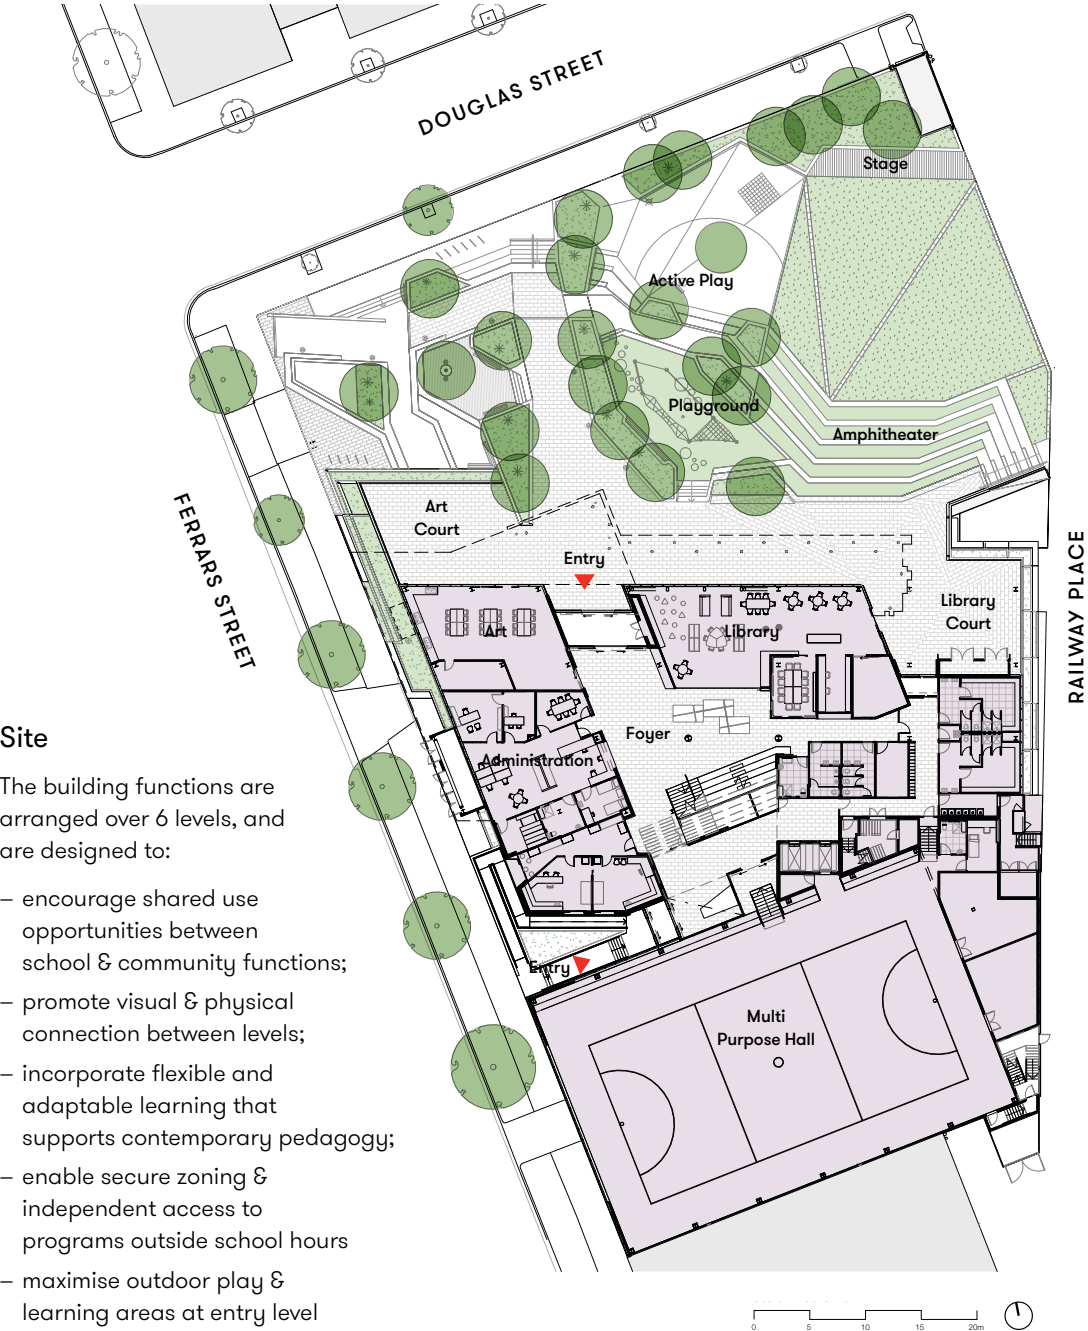 DOUGLAS STREET
Stage
Active Play
Playground
Amphitheater
FERRARS STREET
Art
Court
Entry
RAILWAY PLACE
Library
Court
Art
Library
Foyer
Administration
Entry
Multi
Purpose Hall
Site
The building functions are
arranged over 6 levels, and
are designed to:
– encourage shared use
opportunities between
school & community functions;
– promote visual & physical
connection between levels;
– incorporate flexible and
adaptable learning that
supports contemporary pedagogy;
– enable secure zoning &
independent access to
programs outside school hours
– maximise outdoor play &
learning areas at entry level
0 5 10 15 20m